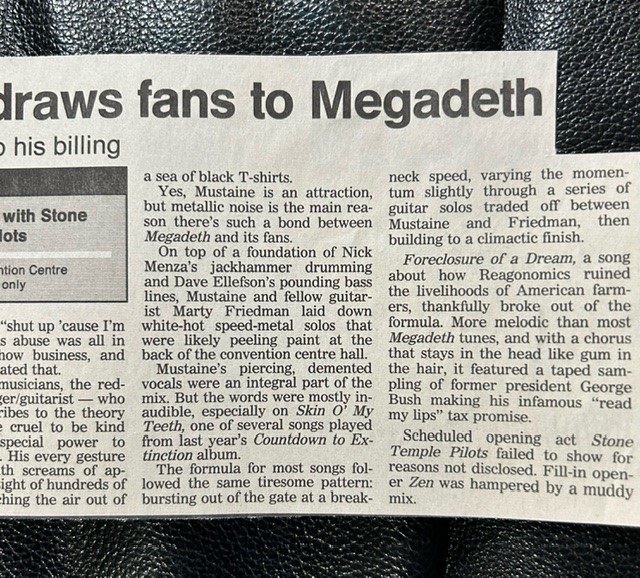 draws fans to Megadeth
his billing
with Stone
ntion Centre
only
"shut up 'cause I'm
s abuse was all in
how business, and
ated that.
musicians, the red-
ger/guitarist — who
ribes to the theory
cruel to be kind
special power to
. His every gesture
th screams of ap-
ight of hundreds of
ching the air out of
a sea of black T-shirts.
Yes, Mustaine is an attraction,
but metallic noise is the main rea-
son there's such a bond between
Megadeth and its fans.
On top of a foundation of Nick
Menza's jackhammer drumming
and Dave Ellefson's pounding bass
lines, Mustaine and fellow guitar-
ist Marty Friedman laid down
white-hot speed-metal solos that
were likely peeling paint at the
back of the convention centre hall.
Mustaine's piercing, demented
vocals were an integral part of the
mix. But the words were mostly in-
audible, especially on Skin O' My
Teeth, one of several songs played
from last year's Countdown to Ex-
tinction album.
The formula for most songs fol-
lowed the same tiresome pattern:
bursting out of the gate at a break-
neck speed, varying the momen-
tum slightly through a series of
guitar solos traded off between
Mustaine and Friedman, then
building to a climactic finish.
Foreclosure of a Dream, a song
about how Reagonomics ruined
the livelihoods of American farm-
ers, thankfully broke out of the
formula. More melodic than most
Megadeth tunes, and with a chorus
that stays in the head like gum in
the hair, it featured a taped sam-
pling of former president George
Bush making his infamous "read
my lips" tax promise.
Scheduled opening act Stone
Temple Pilots failed to show for
reasons not disclosed. Fill-in open-
er Zen was hampered by a muddy
mix.